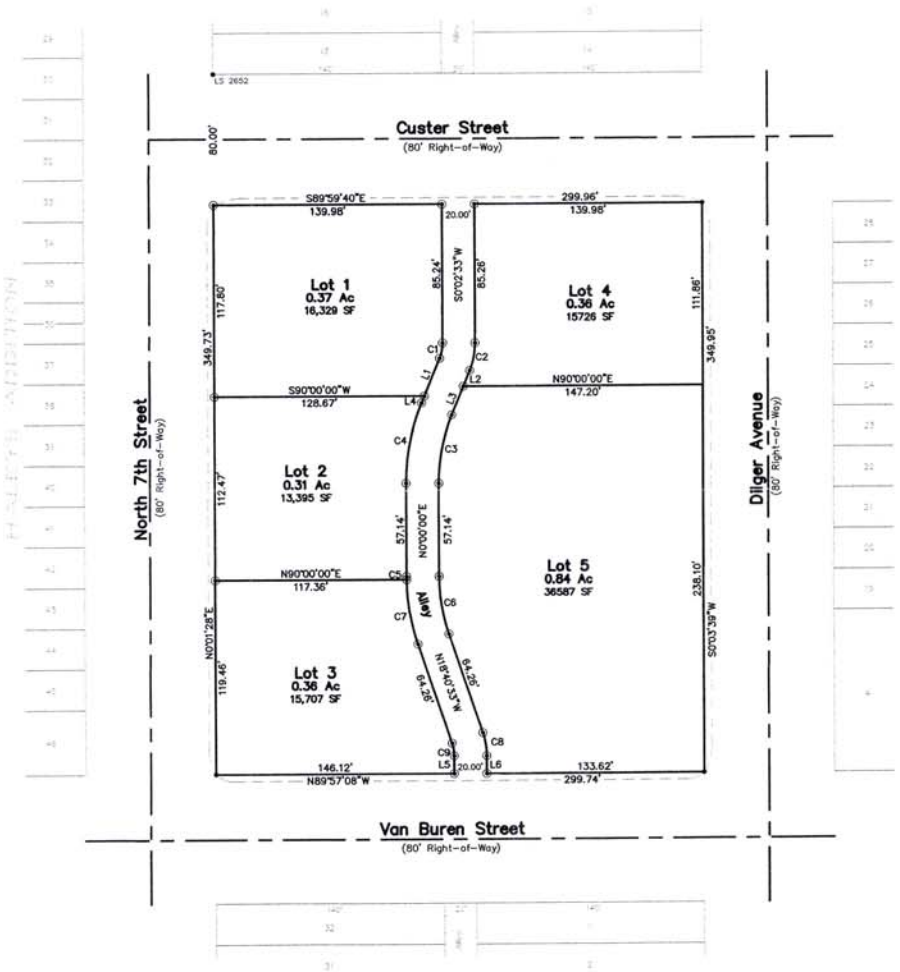 LS 2652
80.00'
Custer Street
(80' Right-of-Way)
S89°59'40"E
139.98'
20.00'
299.96'
139.98'
85.24'
S0°02'33"W
85.26'
117.80'
Lot 1
0.37 Ac
16,329 SF
Lot 4
0.36 Ac
15726 SF
111.86'
349.73'
349.95'
C1
C2
L1
L2
N90°00'00"E
147.20'
S90°00'00"W
128.67'
L4
L3
C4
C3
North 7th Street
(80' Right-of-Way)
Dilger Avenue
(80' Right-of-Way)
112.47'
Lot 2
0.31 Ac
13,395 SF
57.14'
N0°00'00"E
57.14'
N90°00'00"E
117.36'
C5
Lot 5
0.84 Ac
36587 SF
238.10'
C7
Alley
C6
N0°01'28"E
119.46'
Lot 3
0.36 Ac
15,707 SF
S0°03'39"W
64.26'
N18°40'33"W
64.26'
C9
C8
L5
20.00'
L6
146.12'
N89°57'08"W
133.62'
299.74'
Van Buren Street
(80' Right-of-Way)
32
31